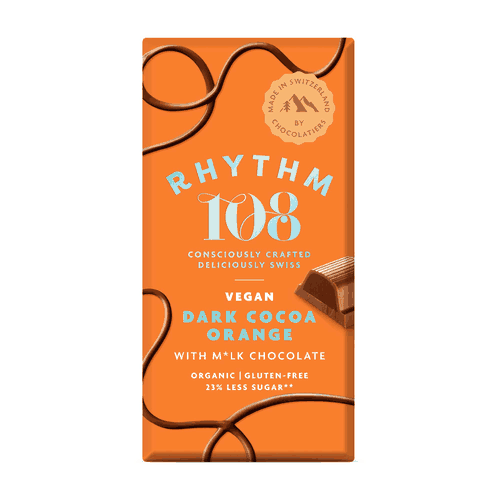 MADE IN SWITZERLAND
BY
CHOCOLATIERS
RHYTHM
108
CONSCIOUSLY CRAFTED
DELICIOUSLY SWISS
VEGAN
DARK COCOA
ORANGE
WITH M*LK CHOCOLATE
ORGANIC | GLUTEN-FREE
23% LESS SUGAR**